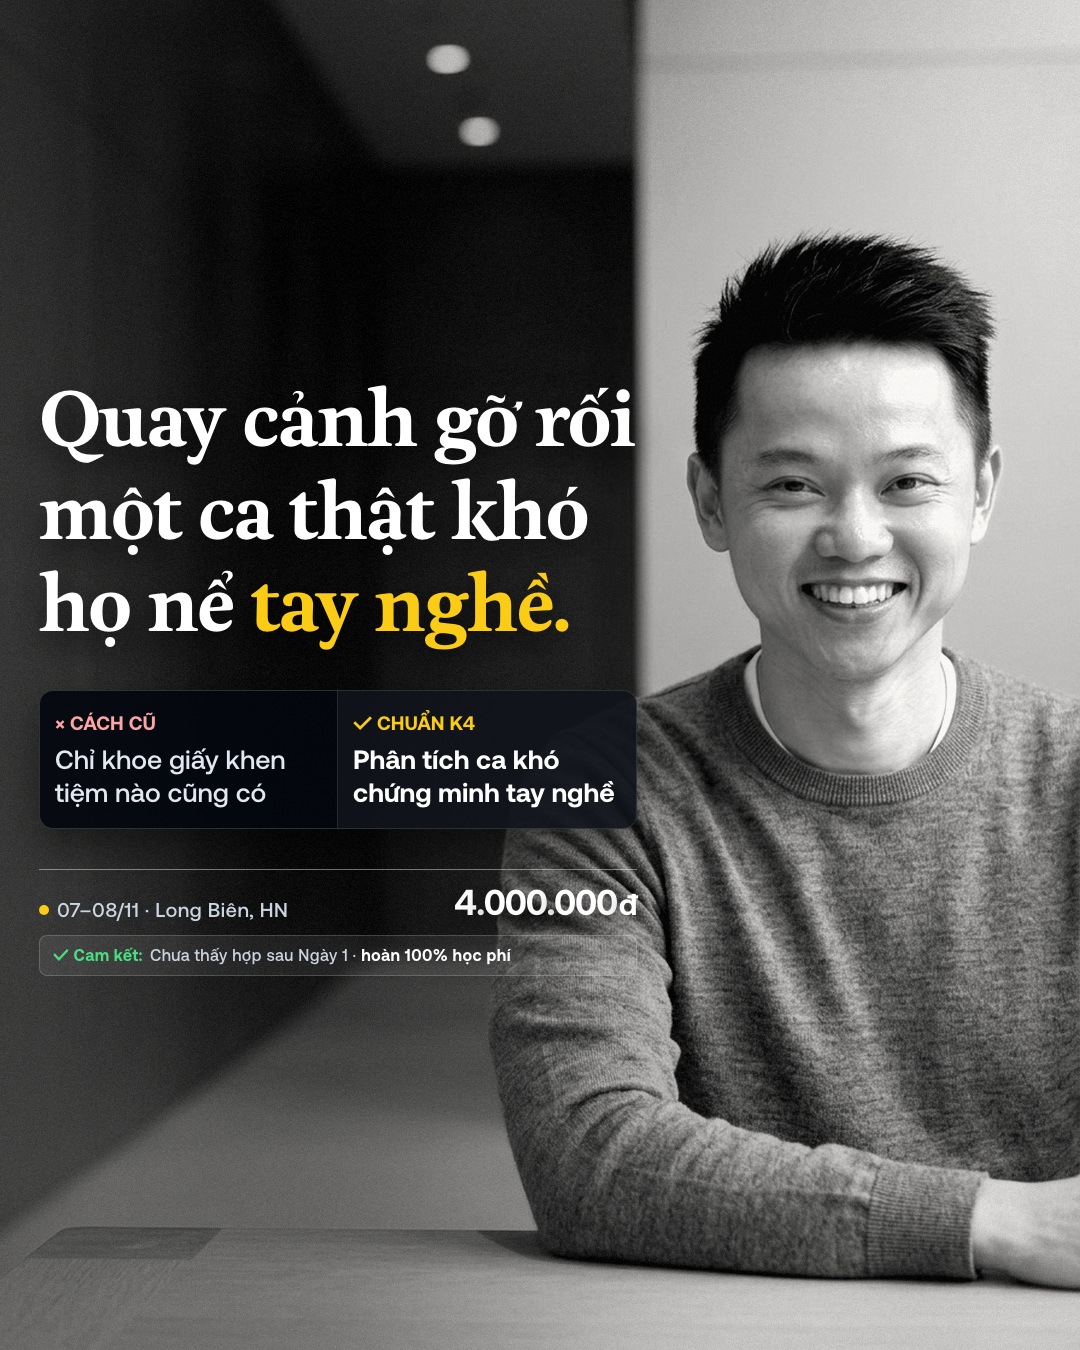 Quay cảnh gỡ rối
một ca thật khó
họ nể tay nghề.
× CÁCH CŨ
Chỉ khoe giấy khen
tiệm nào cũng có
✓ CHUẨN K4
Phân tích ca khó
chứng minh tay nghề
07–08/11 · Long Biên, HN
4.000.000đ
✓ Cam kết: Chưa thấy hợp sau Ngày 1 · hoàn 100% học phí